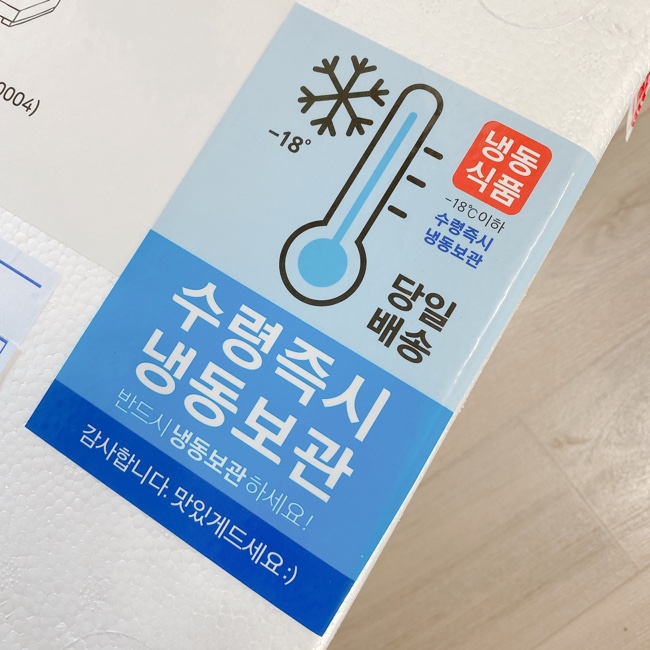 0004)
-18°
냉동
식품
-18℃이하
수령즉시
냉동보관
당일
배송
수령즉시
냉동보관
반드시 냉동보관하세요!
감사합니다. 맛있게드세요:)